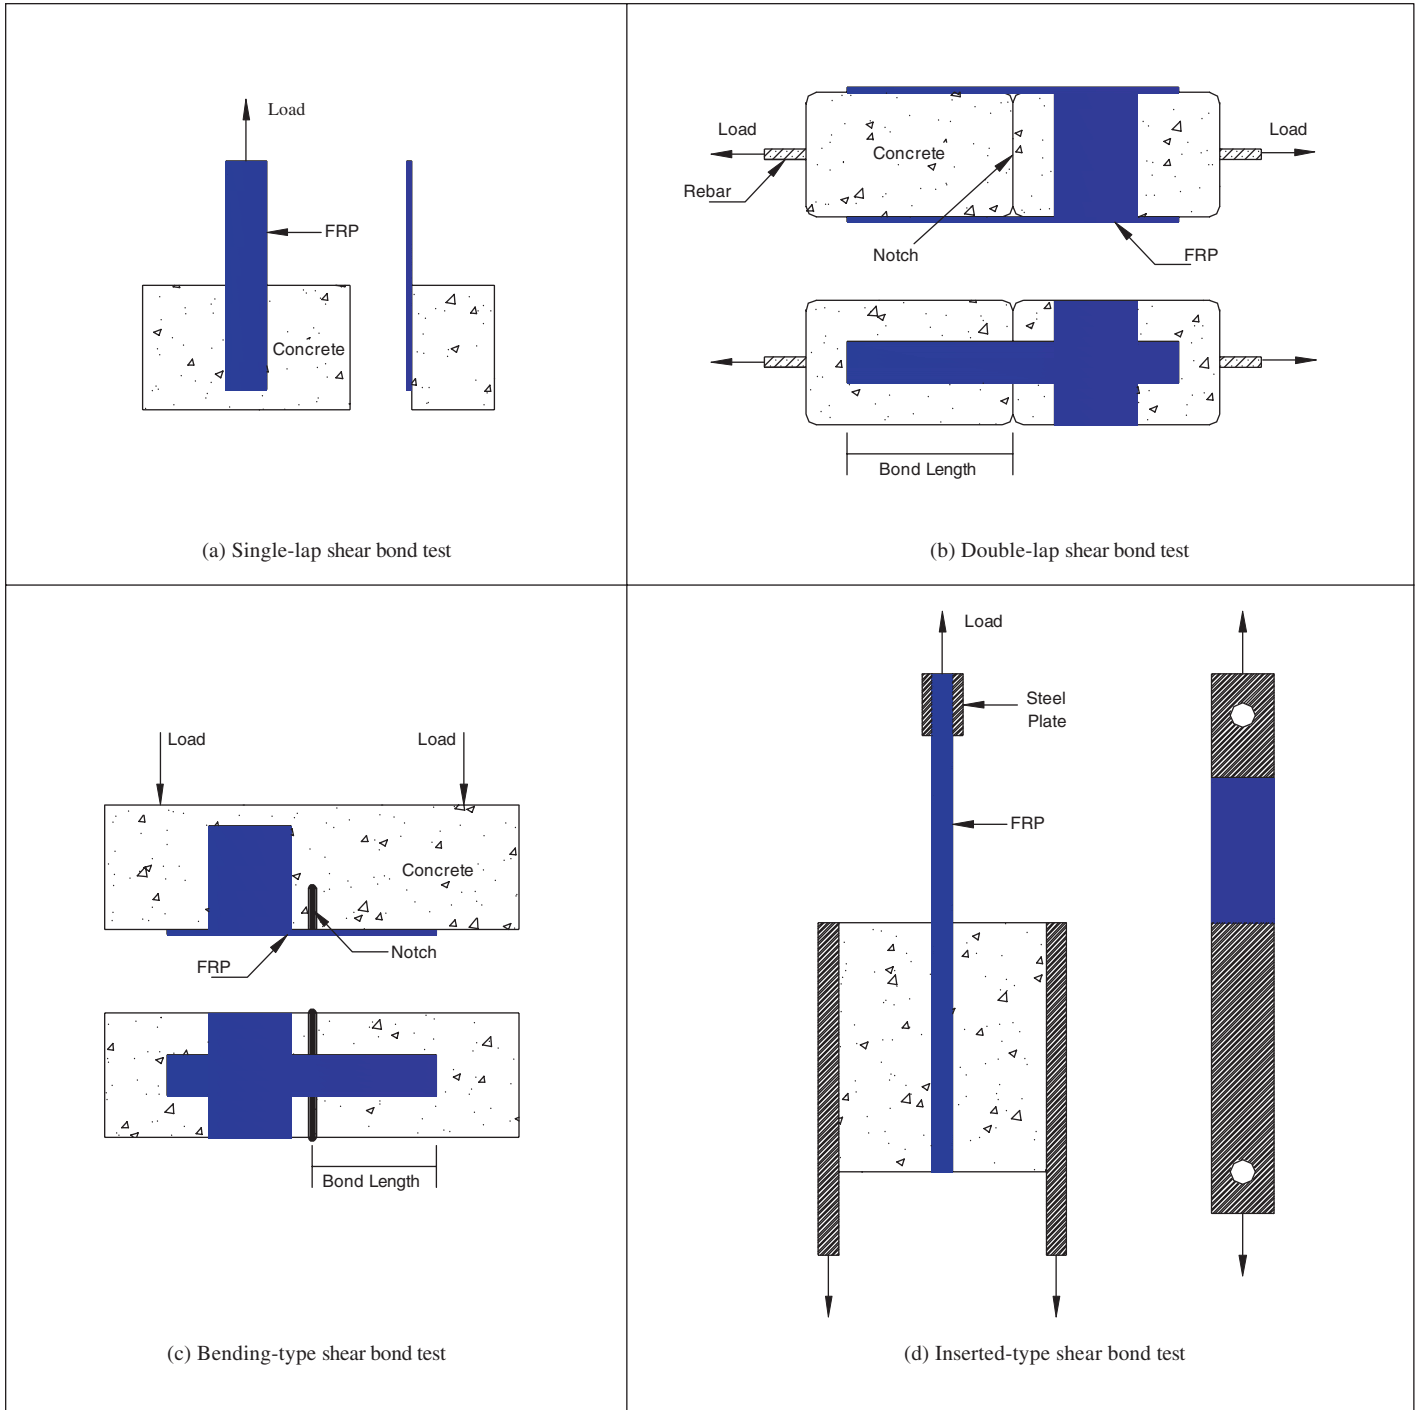 Load
FRP
Concrete
(a) Single-lap shear bond test
Load
Load
Concrete
Rebar
Notch
FRP
Bond Length
(b) Double-lap shear bond test
Load
Load
Concrete
Notch
FRP
Bond Length
(c) Bending-type shear bond test
Load
Steel
Plate
FRP
(d) Inserted-type shear bond test